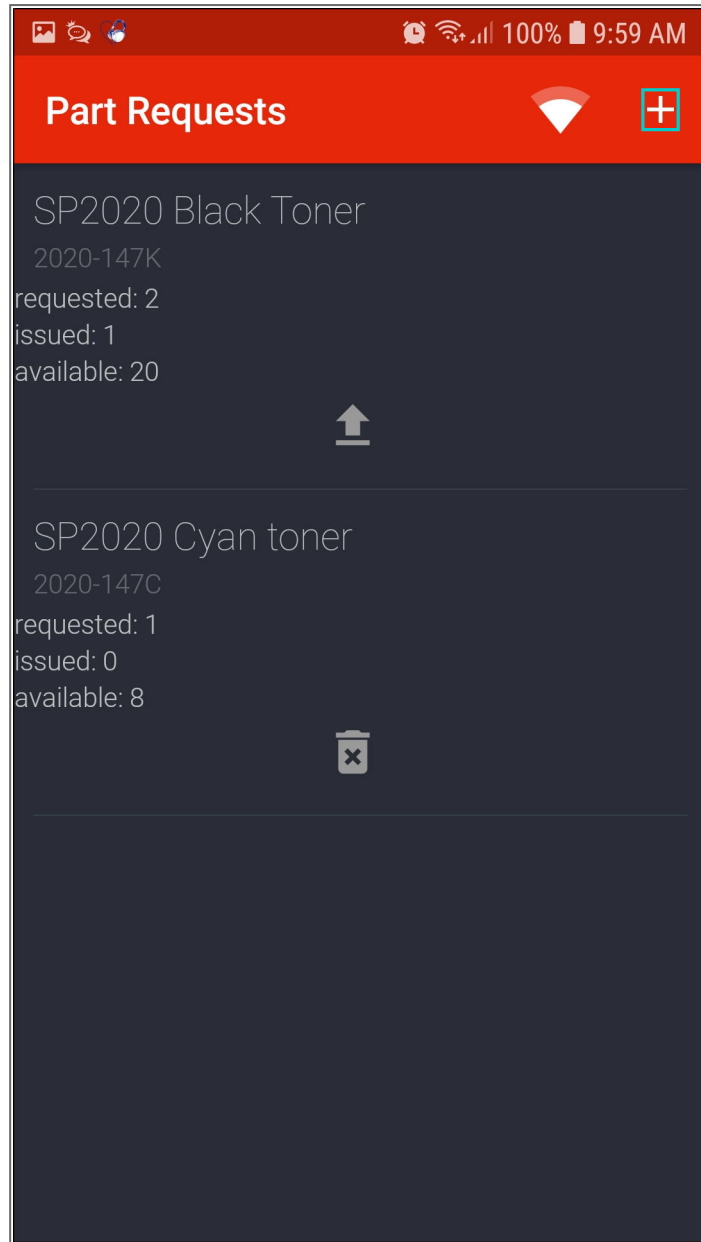 100% 9:59 AM
Part Requests
SP2020 Black Toner
2020-147K
requested: 2
issued: 1
available: 20
SP2020 Cyan toner
2020-147C
requested: 1
issued: 0
available: 8